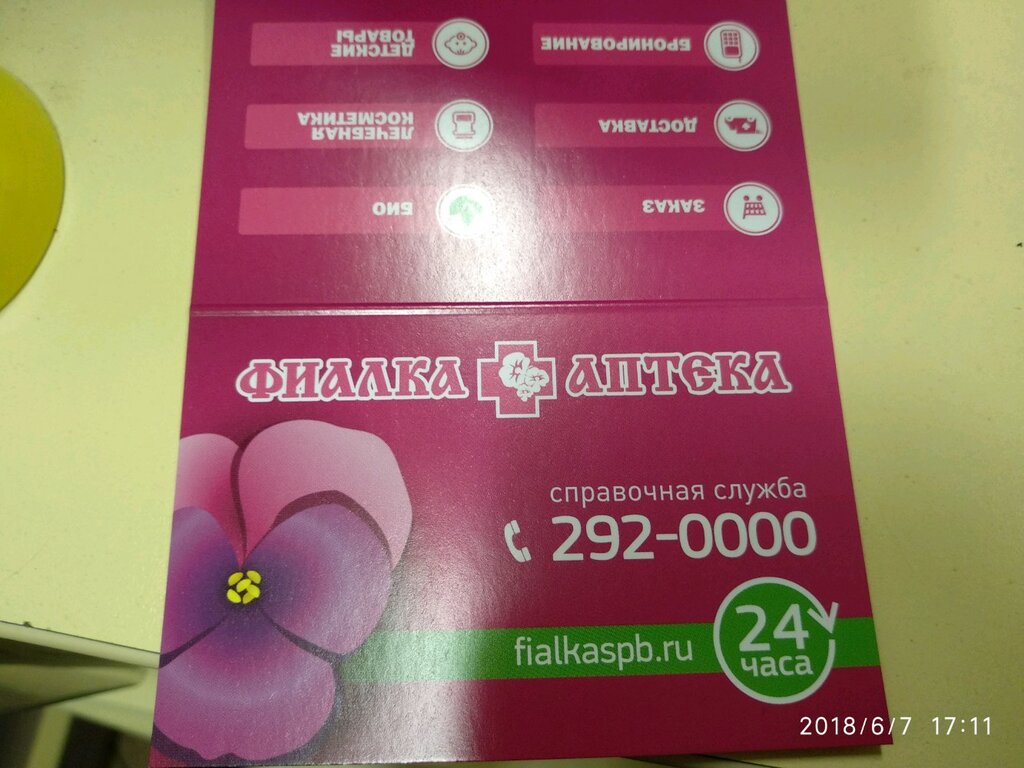 ДЕТСКИЕ
ТОВАРЫ
БРОНИРОВАНИЕ
ЛЕЧЕБНАЯ
КОСМЕТИКА
ДОСТАВКА
БИО
ЗАКАЗ
ФИАЛКА АПТЕКА
справочная служба
292-0000
fialkaspb.ru
24
часа
2018/6/7 17:11